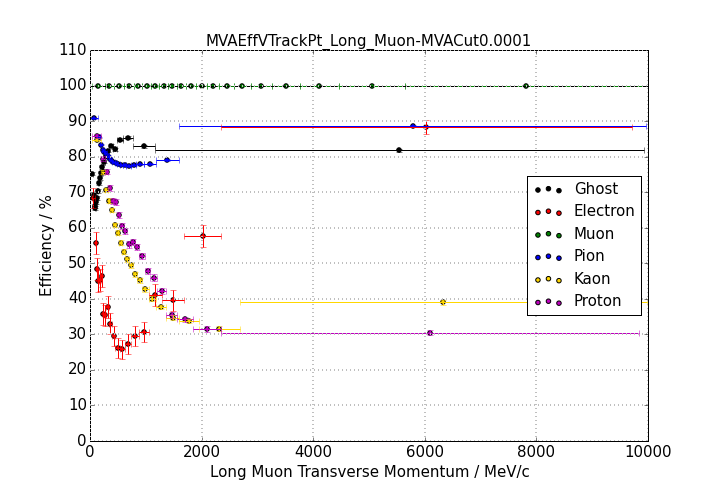 MVAEffVTrackPt_Long_Muon-MVACut0.0001
110
100
90
80
70
60
50
40
30
20
10
0
Efficiency / %
Ghost
Electron
Muon
Pion
Kaon
Proton
0 2000 4000 6000 8000 10000
Long Muon Transverse Momentum / MeV/c